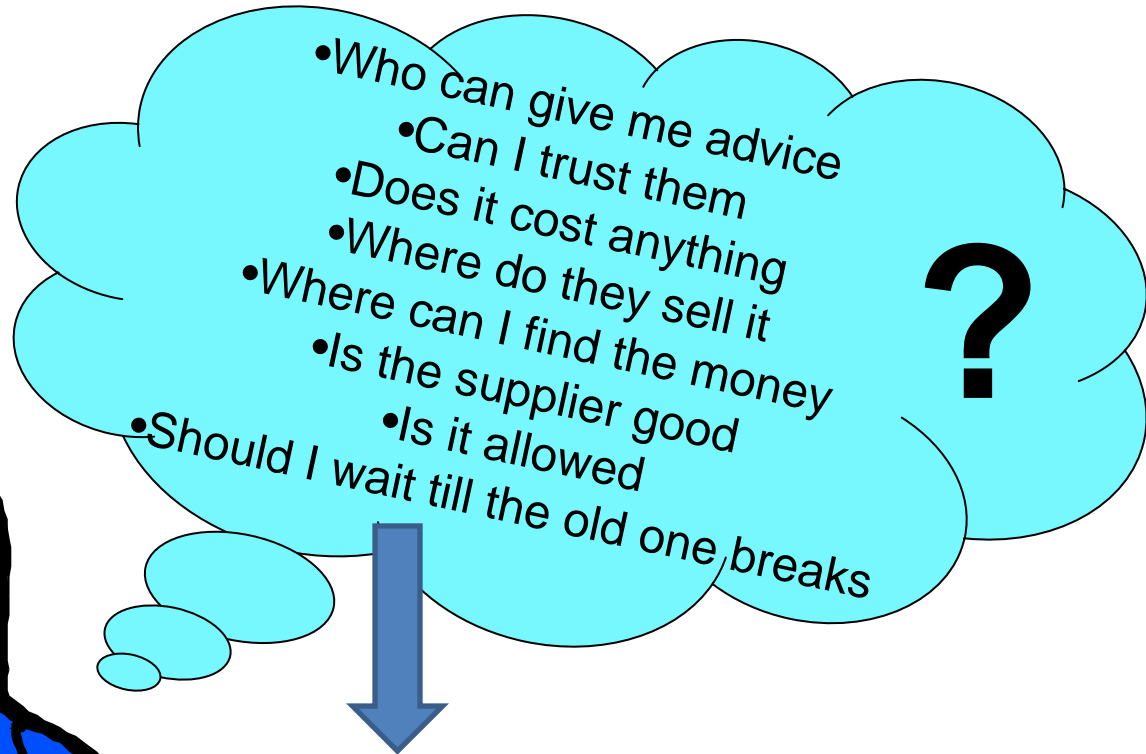 •Who can give me advice
•Can I trust them
•Does it cost anything
•Where do they sell it
•Where can I find the money
•Is the supplier good
•Is it allowed
•Should I wait till the old one breaks
?